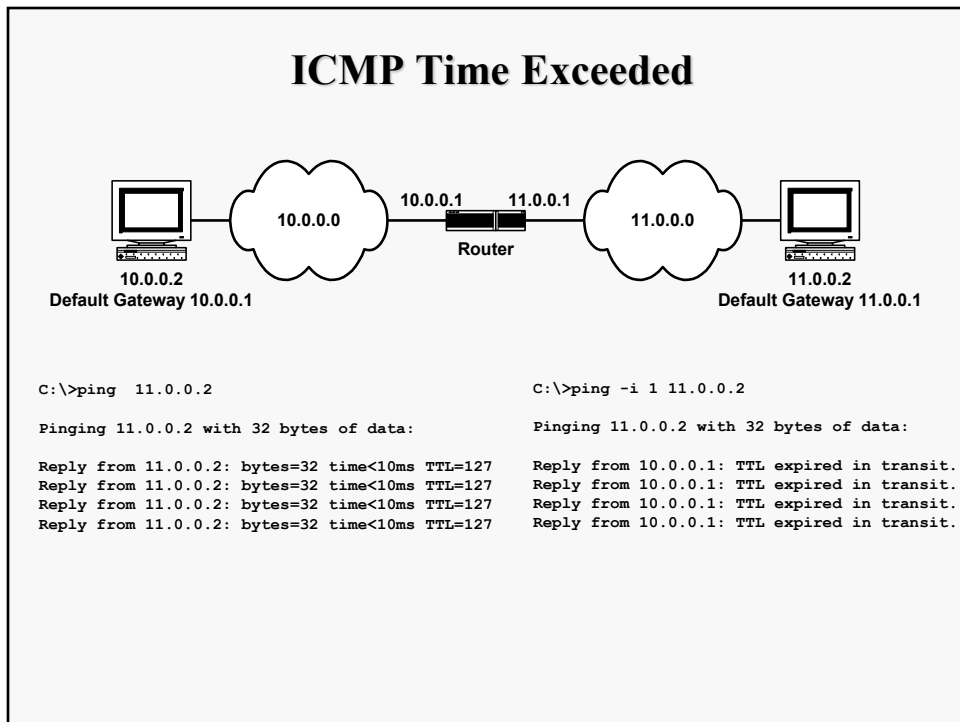 ICMP Time Exceeded
10.0.0.1
11.0.0.1
10.0.0.0
11.0.0.0
Router
10.0.0.2
Default Gateway 10.0.0.1
11.0.0.2
Default Gateway 11.0.0.1
C:\>ping  11.0.0.2
Pinging 11.0.0.2 with 32 bytes of data:
Reply from 11.0.0.2: bytes=32 time<10ms TTL=127
Reply from 11.0.0.2: bytes=32 time<10ms TTL=127
Reply from 11.0.0.2: bytes=32 time<10ms TTL=127
Reply from 11.0.0.2: bytes=32 time<10ms TTL=127
C:\>ping -i 1 11.0.0.2
Pinging 11.0.0.2 with 32 bytes of data:
Reply from 10.0.0.1: TTL expired in transit.
Reply from 10.0.0.1: TTL expired in transit.
Reply from 10.0.0.1: TTL expired in transit.
Reply from 10.0.0.1: TTL expired in transit.